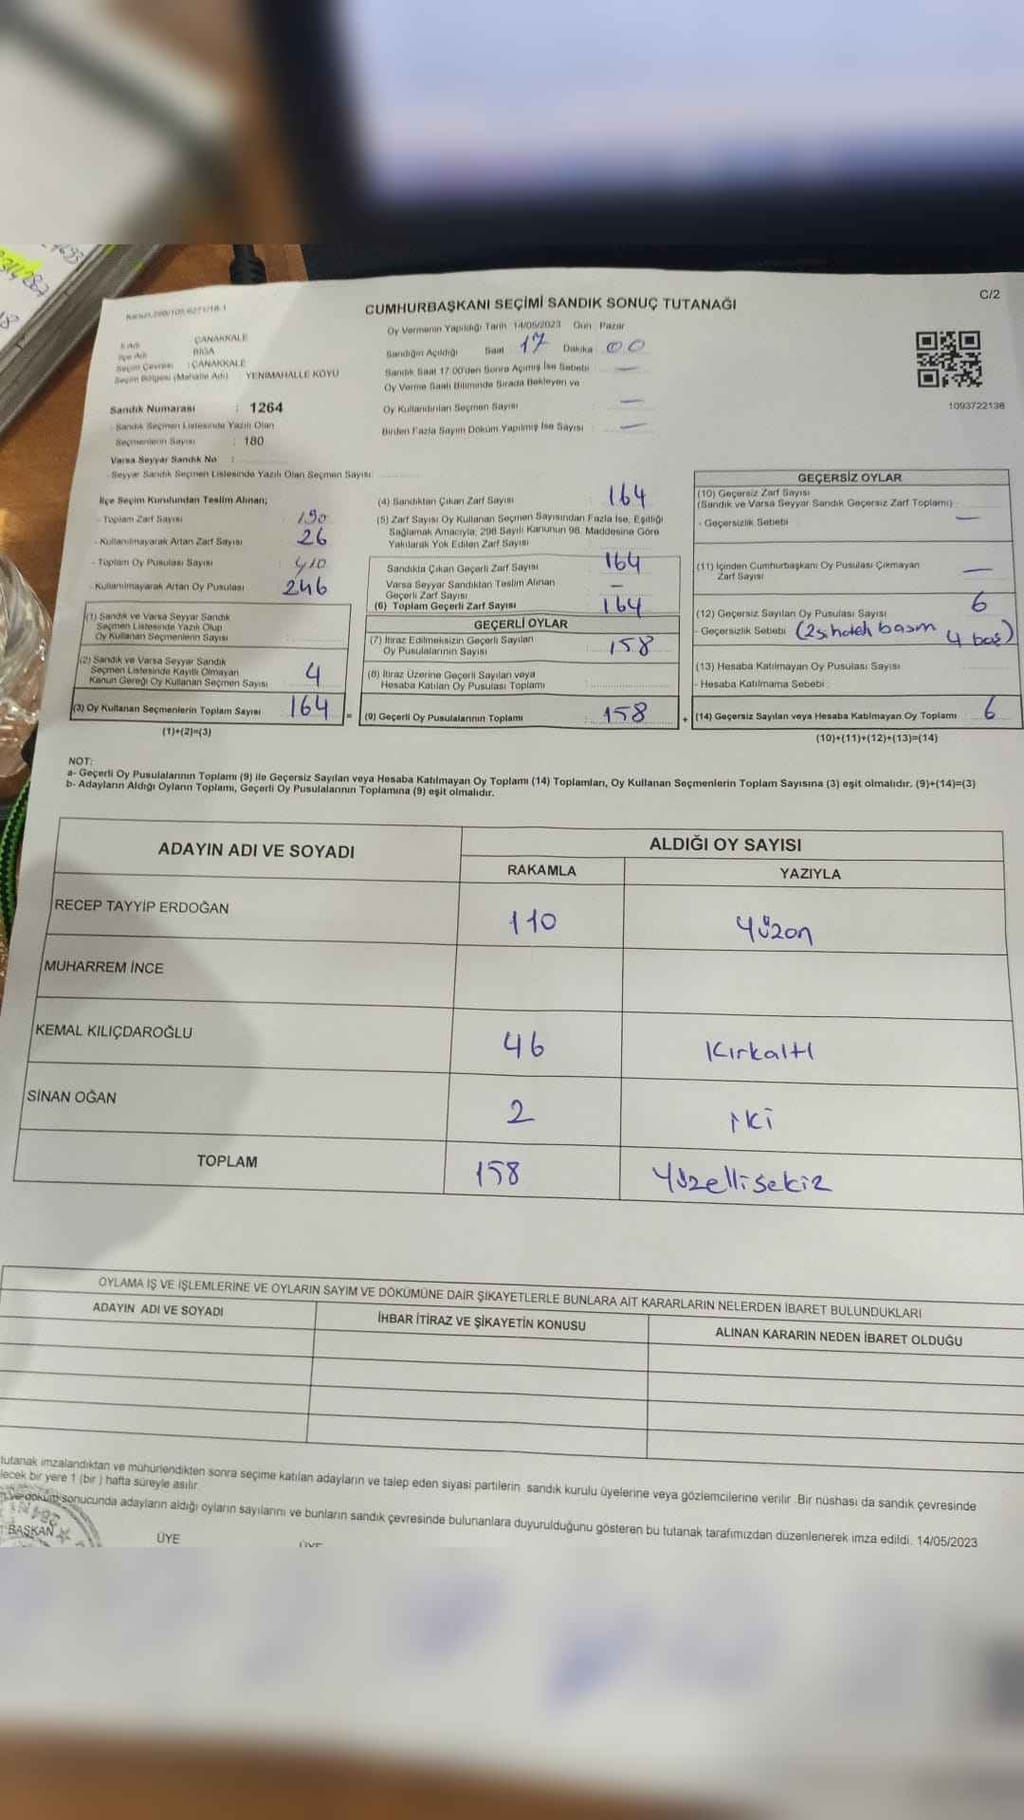 C/2
CUMHURBAŞKANI SEÇİMİ SANDIK SONUÇ TUTANAĞI
Oy Vermenin Yapıldığı Tarih 14/05/2023 Gün Pazar
İl Adı ÇANAKKALE
İlçe Adı BİGA
Seçim Çevresi : ÇANAKKALE
Seçim Bölgesi (Mahalle Adı) : YENİMAHALLE KÖYÜ
Sandığın Açıldığı Saat 17 Dakika 00
Sandık Saat 17.00'den Sonra Açımış İse Sebebi —
Oy Verme Saati Bitiminde Sırada Bekleyen ve
Oy Kullandırılan Seçmen Sayısı —
Birden Fazla Sayım Döküm Yapılmış İse Sayısı —
1093722136
Sandık Numarası : 1264
Sandık Seçmen Listesinde Yazılı Olan
Seçmenlerin Sayısı : 180
Varsa Seyyar Sandık No :
- Seyyar Sandık Seçmen Listesinde Yazılı Olan Seçmen Sayısı
İlçe Seçim Kurulundan Teslim Alınan;
- Toplam Zarf Sayısı 190
- Kullanılmayarak Artan Zarf Sayısı 26
- Toplam Oy Pusulası Sayısı 410
- Kullanılmayarak Artan Oy Pusulası 246
(1) Sandık ve Varsa Seyyar Sandık
Seçmen Listesinde Yazılı Olup
Oy Kullanan Seçmenlerin Sayısı
(2) Sandık ve Varsa Seyyar Sandık
Seçmen Listesinde Kayıtlı Olmayan
Kanun Gereği Oy Kullanan Seçmen Sayısı 4
(3) Oy Kullanan Seçmenlerin Toplam Sayısı 164 =
(1)+(2)=(3)
(4) Sandıktan Çıkan Zarf Sayısı 164
(5) Zarf Sayısı Oy Kullanan Seçmen Sayısından Fazla İse, Eşitliği
Sağlamak Amacıyla, 298 Sayılı Kanunun 98. Maddesine Göre
Yakılarak Yok Edilen Zarf Sayısı
Sandıkta Çıkan Geçerli Zarf Sayısı 164
Varsa Seyyar Sandıktan Teslim Alınan
Geçerli Zarf Sayısı —
(6) Toplam Geçerli Zarf Sayısı 164
GEÇERLİ OYLAR
(7) İtiraz Edilmeksizin Geçerli Sayılan
Oy Pusulalarının Sayısı 158
(8) İtiraz Üzerine Geçerli Sayılan veya
Hesaba Katılan Oy Pusulası Toplamı
(9) Geçerli Oy Pusulalarının Toplamı 158 +
GEÇERSİZ OYLAR
(10) Geçersiz Zarf Sayısı
(Sandık ve Varsa Seyyar Sandık Geçersiz Zarf Toplamı)
- Geçersizlik Sebebi —
(11) İçinden Cumhurbaşkanı Oy Pusulası Çıkmayan
Zarf Sayısı —
(12) Geçersiz Sayılan Oy Pusulası Sayısı 6
- Geçersizlik Sebebi basım 4 boş)
(13) Hesaba Katılmayan Oy Pusulası Sayısı
- Hesaba Katılmama Sebebi
(14) Geçersiz Sayılan veya Hesaba Katılmayan Oy Toplamı 6
(10)+(11)+(12)+(13)=(14)
NOT:
a- Geçerli Oy Pusulalarının Toplamı (9) ile Geçersiz Sayılan veya Hesaba Katılmayan Oy Toplamı (14) Toplamları, Oy Kullanan Seçmenlerin Toplam Sayısına (3) eşit olmalıdır. (9)+(14)=(3)
b- Adayların Aldığı Oyların Toplamı, Geçerli Oy Pusulalarının Toplamına (9) eşit olmalıdır.
ADAYIN ADI VE SOYADI
ALDIĞI OY SAYISI
RAKAMLA YAZIYLA
RECEP TAYYİP ERDOĞAN 110 Yüzon
MUHARREM İNCE
KEMAL KILIÇDAROĞLU 46 Kırkaltı
SİNAN OĞAN 2 iki
TOPLAM 158 Yüzellisekiz
OYLAMA İŞ VE İŞLEMLERİNE VE OYLARIN SAYIM VE DÖKÜMÜNE DAİR ŞİKAYETLERLE BUNLARA AİT KARARLARIN NELERDEN İBARET BULUNDUKLARI
ADAYIN ADI VE SOYADI İHBAR İTİRAZ VE ŞİKAYETİN KONUSU ALINAN KARARIN NEDEN İBARET OLDUĞU
tutanak imzalandıktan ve mühürlendikten sonra seçime katılan adayların ve talep eden siyasi partilerin sandık kurulu üyelerine veya gözlemcilerine verilir. Bir nüshası da sandık çevresinde
lecek bir yere 1 (bir ) hafta süreyle asılır
ve döküm sonucunda adayların aldığı oyların sayılarını ve bunların sandık çevresinde bulunanlara duyurulduğunu gösteren bu tutanak tarafımızdan düzenlenerek imza edildi. 14/05/2023
BAŞKAN ÜYE ÜYE